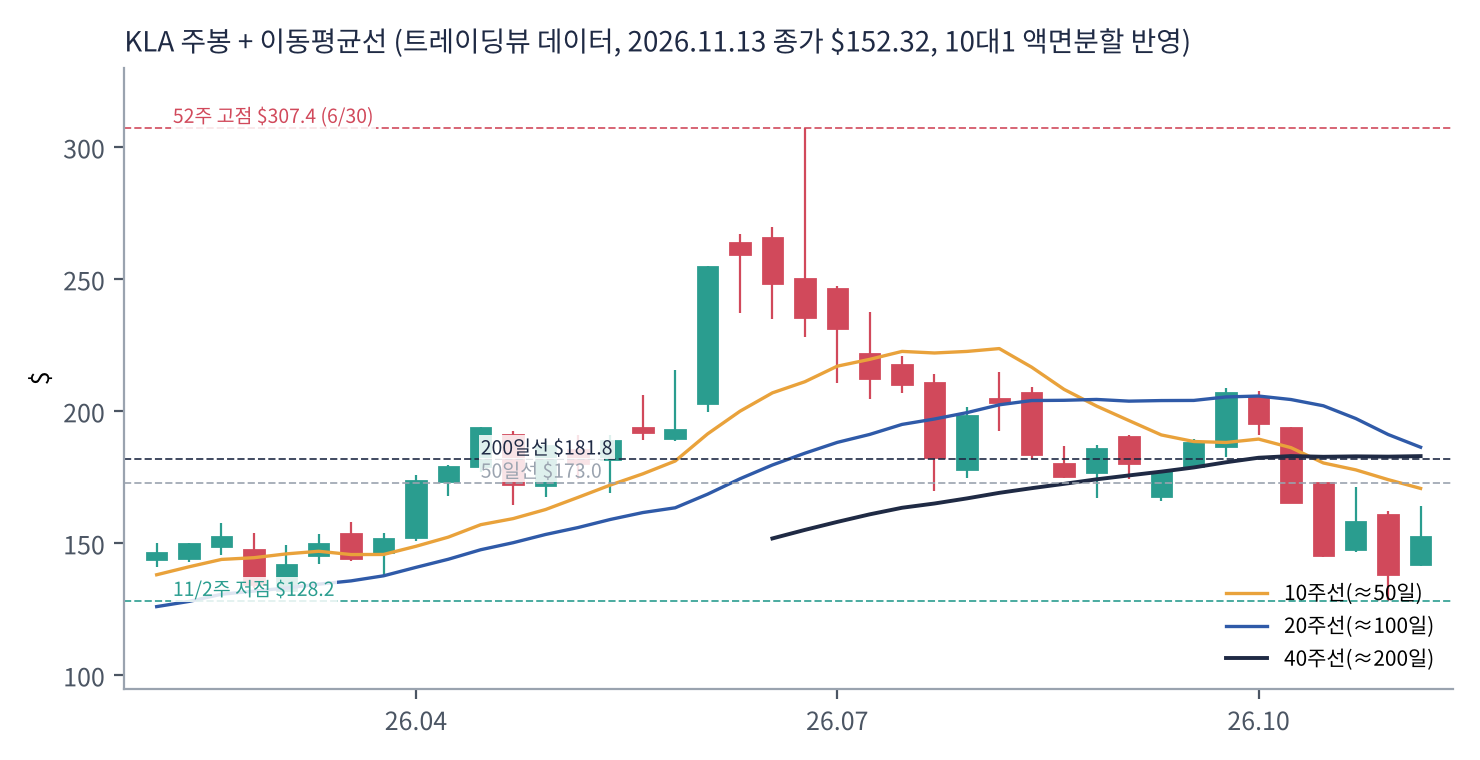 KLA 주봉 + 이동평균선 (트레이딩뷰 데이터, 2026.11.13 종가 $152.32, 10대1 액면분할 반영)
52주 고점 $307.4 (6/30)
300
250
$
200
200일선 $181.8
50일선 $173.0
150
11/2주 저점 $128.2
10주선(≈50일)
20주선(≈100일)
40주선(≈200일)
100
26.04
26.07
26.10